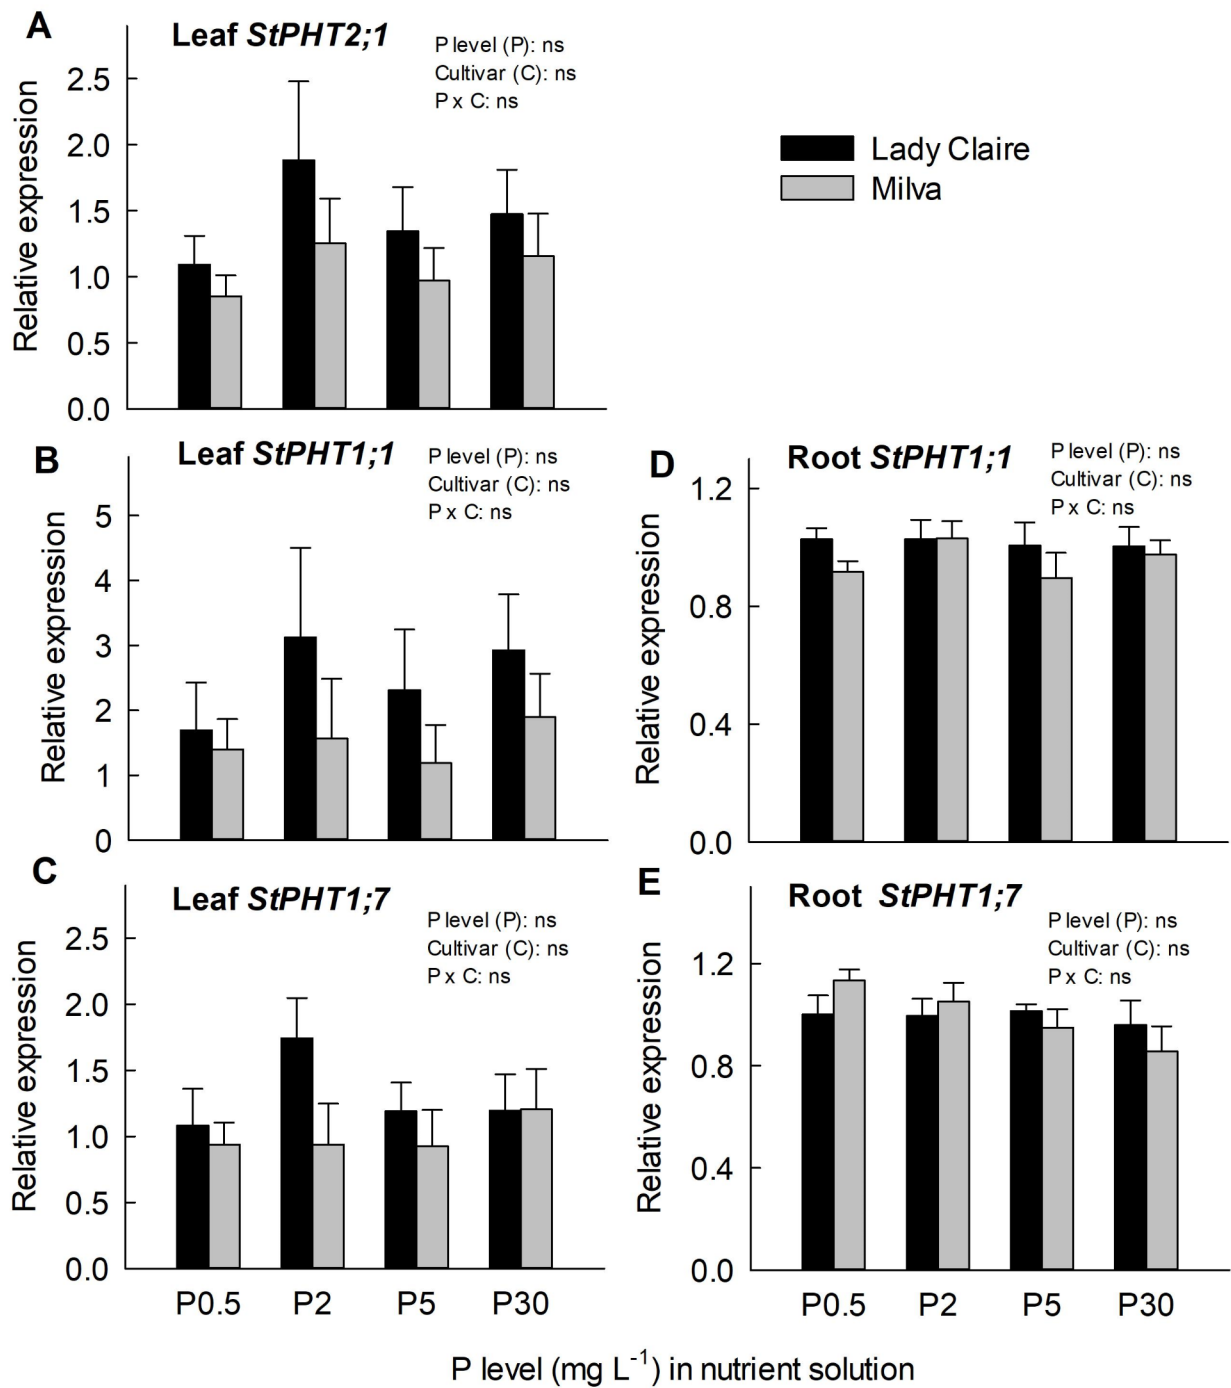 A
Leaf StPHT2;1
P level (P): ns
Cultivar (C): ns
P x C: ns
Relative expression
2.5
2.0
1.5
1.0
0.5
0.0
Lady Claire
Milva
B
Leaf StPHT1;1
P level (P): ns
Cultivar (C): ns
P x C: ns
Relative expression
5
4
3
2
1
0
D
Root StPHT1;1
P level (P): ns
Cultivar (C): ns
P x C: ns
Relative expression
1.2
0.8
0.4
0.0
C
Leaf StPHT1;7
P level (P): ns
Cultivar (C): ns
P x C: ns
Relative expression
2.5
2.0
1.5
1.0
0.5
0.0
P0.5 P2 P5 P30
E
Root StPHT1;7
P level (P): ns
Cultivar (C): ns
P x C: ns
Relative expression
1.2
0.8
0.4
0.0
P0.5 P2 P5 P30
P level (mg L⁻¹) in nutrient solution